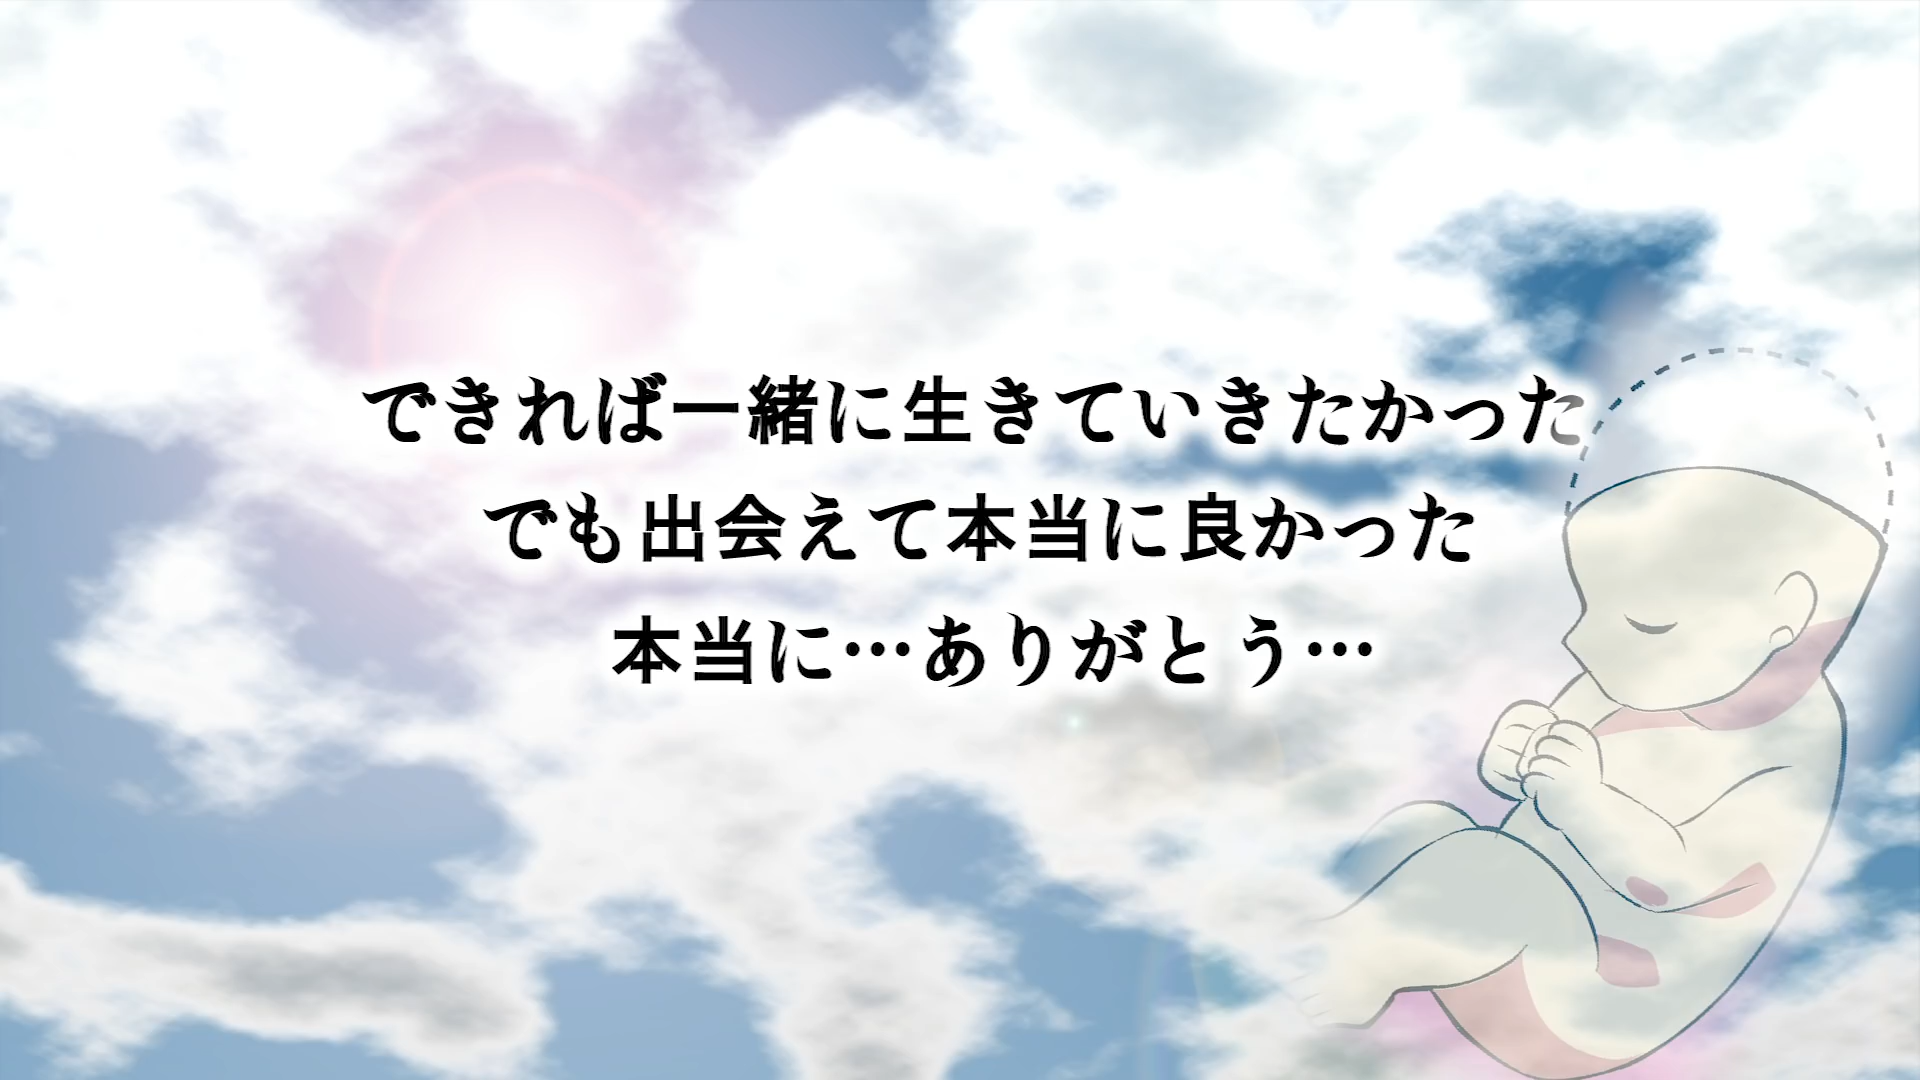 できれば一緒に生きていきたかった
でも出会えて本当に良かった
本当に…ありがとう…